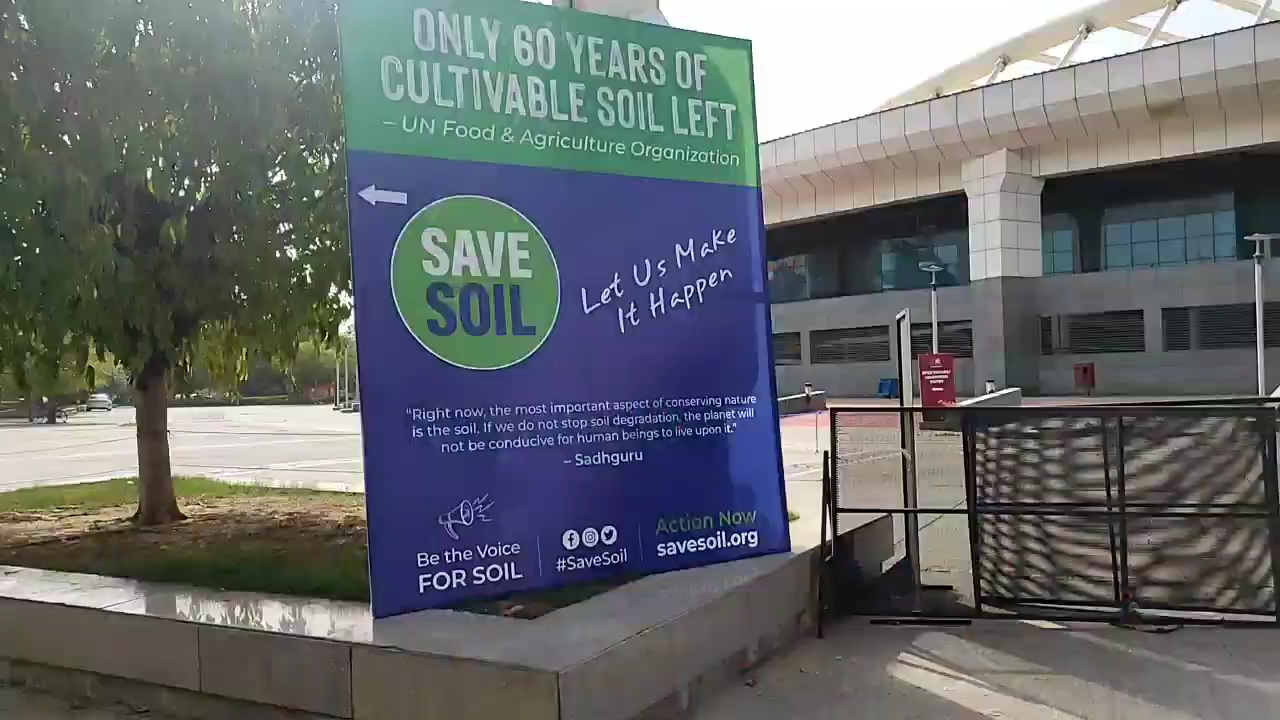 ONLY 60 YEARS OF
CULTIVABLE SOIL LEFT
– UN Food & Agriculture Organization
SAVE
SOIL
Let Us Make
It Happen
"Right now, the most important aspect of conserving nature
is the soil. If we do not stop soil degradation, the planet will
not be conducive for human beings to live upon it."
– Sadhguru
Be the Voice
FOR SOIL
#SaveSoil
Action Now
savesoil.org